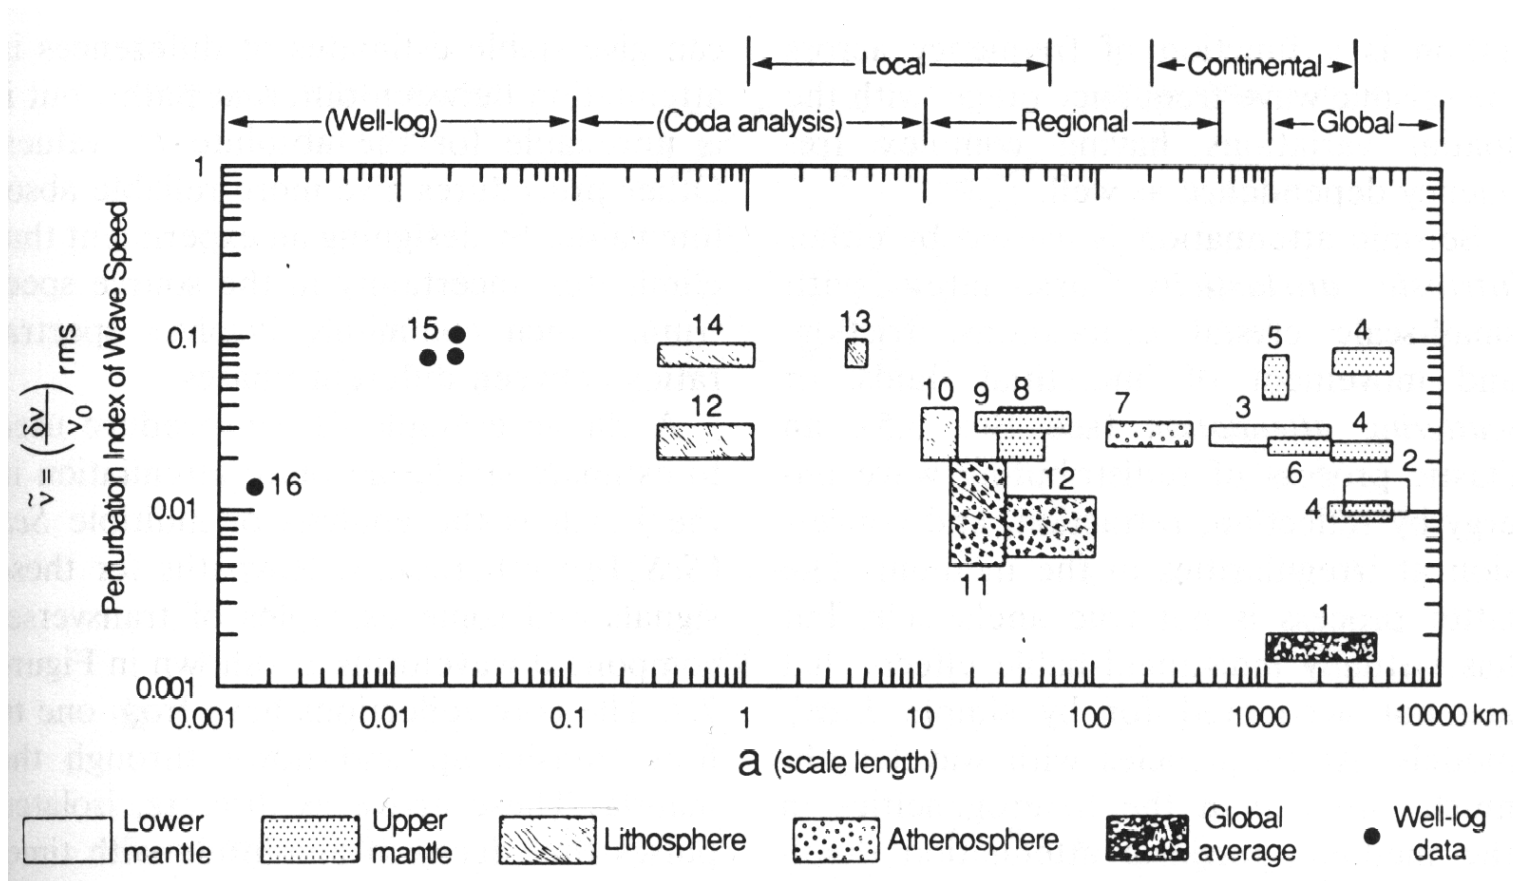 Local
Continental
(Well-log)
(Coda analysis)
Regional
Global
Perturbation Index of Wave Speed
ṽ = (δv/v₀) rms
1
0.1
0.01
0.001
15
16
14
12
13
10
9
8
7
5
4
3
4
6
2
4
12
11
1
0.001
0.01
0.1
1
10
100
1000
10000 km
a (scale length)
Lower
mantle
Upper
mantle
Lithosphere
Athenosphere
Global
average
Well-log
data